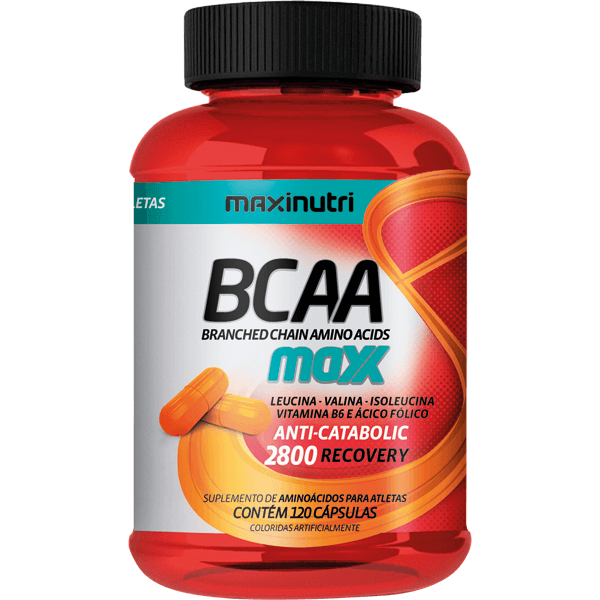 LETAS
maxinutri
BCAA
BRANCHED CHAIN AMINO ACIDS
maxx
LEUCINA - VALINA - ISOLEUCINA
VITAMINA B6 E ÁCICO FÓLICO
ANTI-CATABOLIC
2800 RECOVERY
SUPLEMENTO DE AMINOÁCIDOS PARA ATLETAS
CONTÉM 120 CÁPSULAS
COLORIDAS ARTIFICIALMENTE